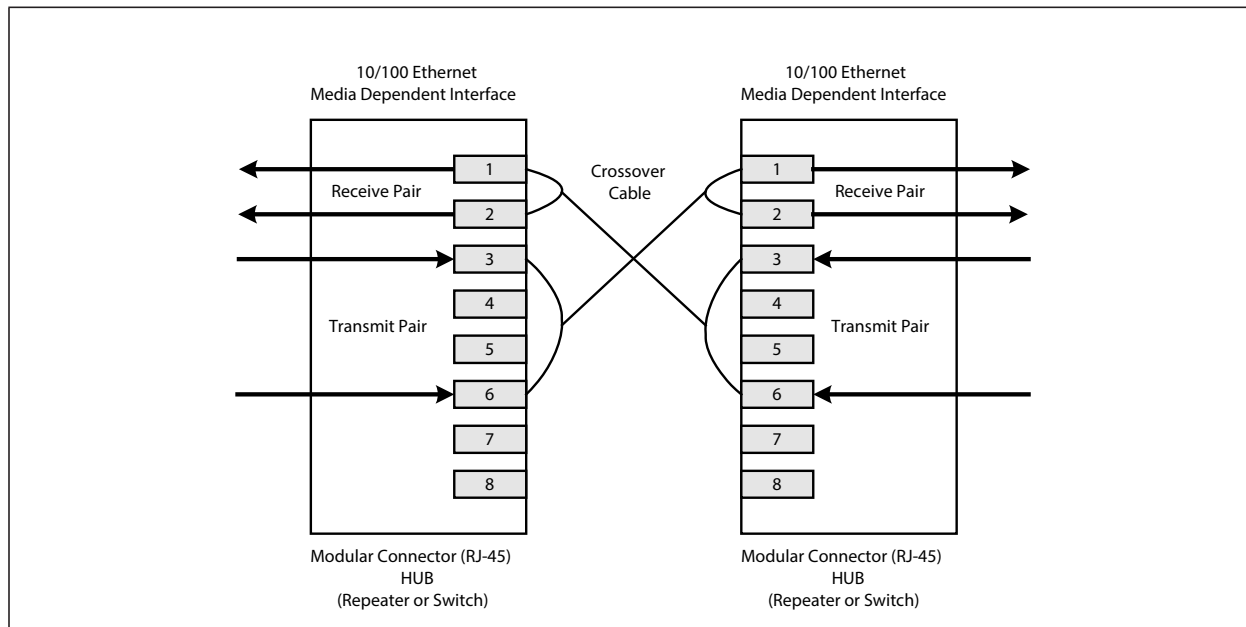 10/100 Ethernet
Media Dependent Interface
10/100 Ethernet
Media Dependent Interface
1
Receive Pair
2
3
4
Transmit Pair
5
6
7
8
Crossover
Cable
1
Receive Pair
2
3
4
Transmit Pair
5
6
7
8
Modular Connector (RJ-45)
HUB
(Repeater or Switch)
Modular Connector (RJ-45)
HUB
(Repeater or Switch)